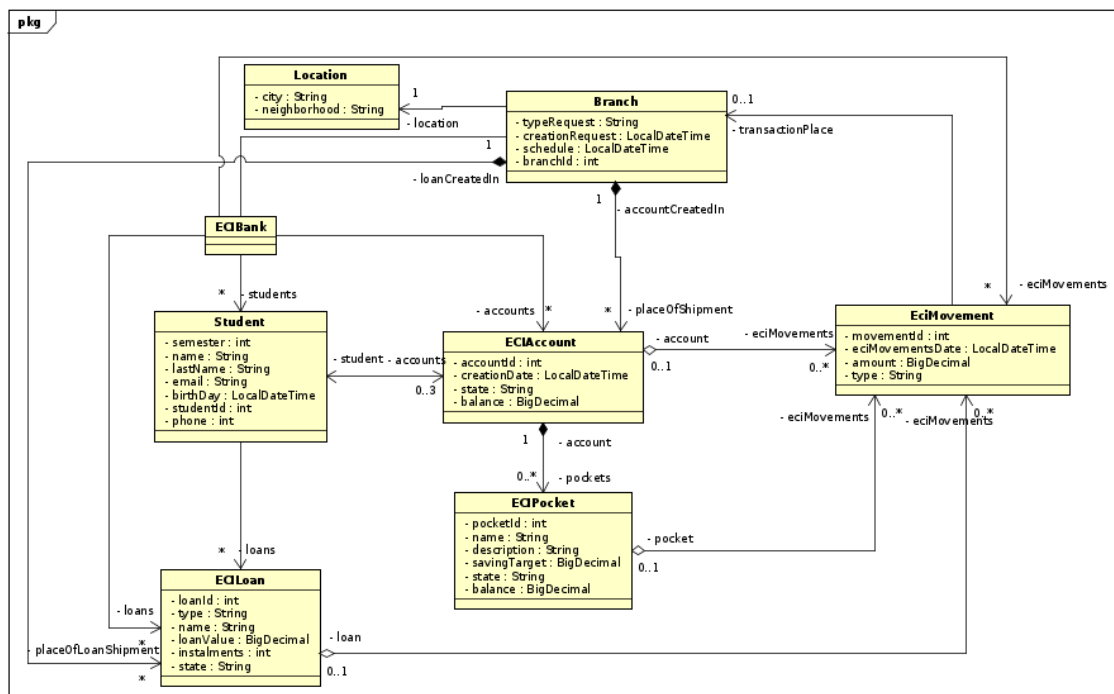 pkg
Location
- city : String
- neighborhood : String
1
- location
Branch
- typeRequest : String
- creationRequest : LocalDateTime
- schedule : LocalDateTime
- branchId : int
0..1
- transactionPlace
1
- loanCreatedIn
1
- accountCreatedIn
ECIBank
* - students
- accounts
*
* - placeOfShipment
* - eciMovements
Student
- semester : int
- name : String
- lastName : String
- email : String
- birthDay : LocalDateTime
- studentId : int
- phone : int
- student
- accounts
0..3
ECIAccount
- accountId : int
- creationDate : LocalDateTime
- state : String
- balance : BigDecimal
- account
0..1
- eciMovements
0..*
EciMovement
- movementId : int
- eciMovementsDate : LocalDateTime
- amount : BigDecimal
- type : String
- eciMovements
0..*
0..*
- eciMovements
1
- account
0..*
- pockets
ECIPocket
- pocketId : int
- name : String
- description : String
- savingTarget : BigDecimal
- state : String
- balance : BigDecimal
- pocket
0..1
* - loans
ECILoan
- loanId : int
- type : String
- name : String
- loanValue : BigDecimal
- instalments : int
- state : String
- loans
*
- placeOfLoanShipment
*
- loan
0..1